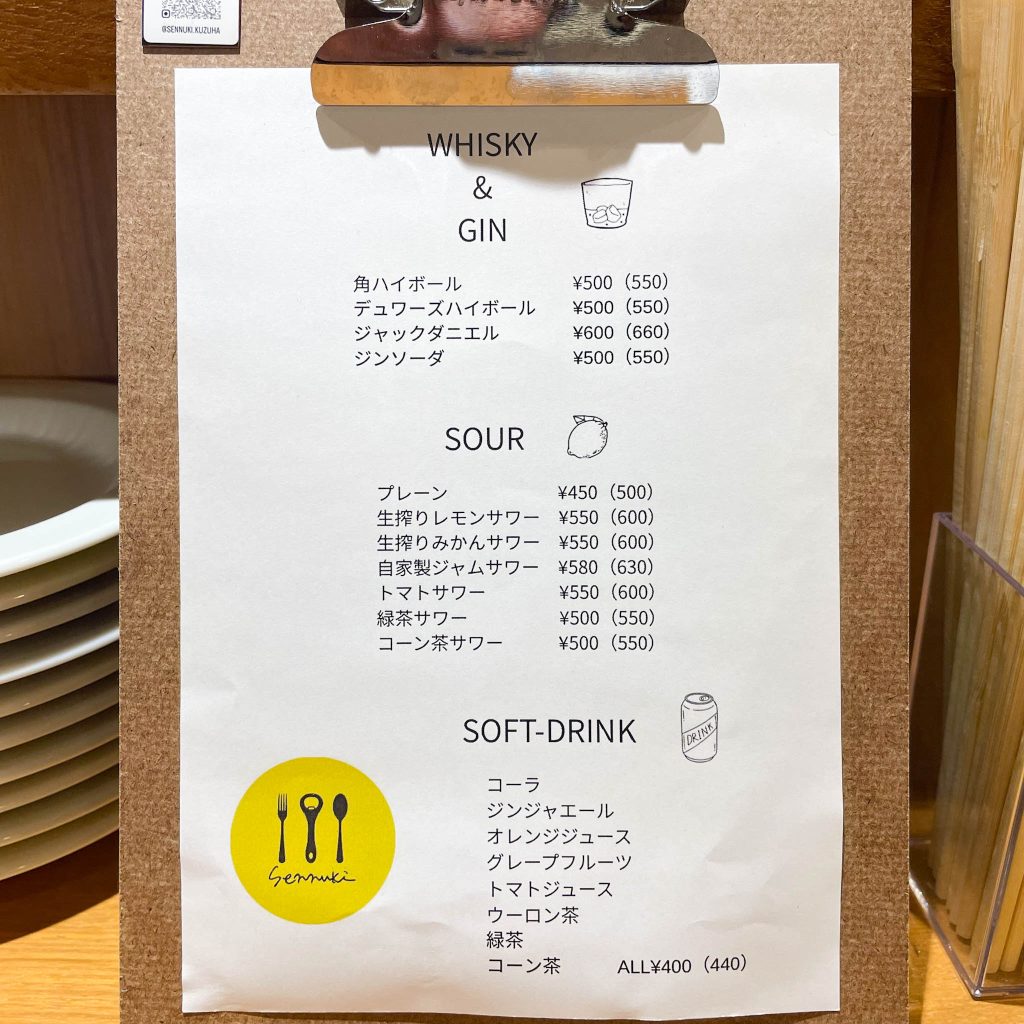 @SENNUKI.KUZUHA
WHISKY
&
GIN
角ハイボール ¥500（550）
デュワーズハイボール ¥500（550）
ジャックダニエル ¥600（660）
ジンソーダ ¥500（550）
SOUR
プレーン ¥450（500）
生搾りレモンサワー ¥550（600）
生搾りみかんサワー ¥550（600）
自家製ジャムサワー ¥580（630）
トマトサワー ¥550（600）
緑茶サワー ¥500（550）
コーン茶サワー ¥500（550）
SOFT-DRINK
DRINK
コーラ
ジンジャエール
オレンジジュース
グレープフルーツ
トマトジュース
ウーロン茶
緑茶
コーン茶 ALL¥400（440）
Sennuki